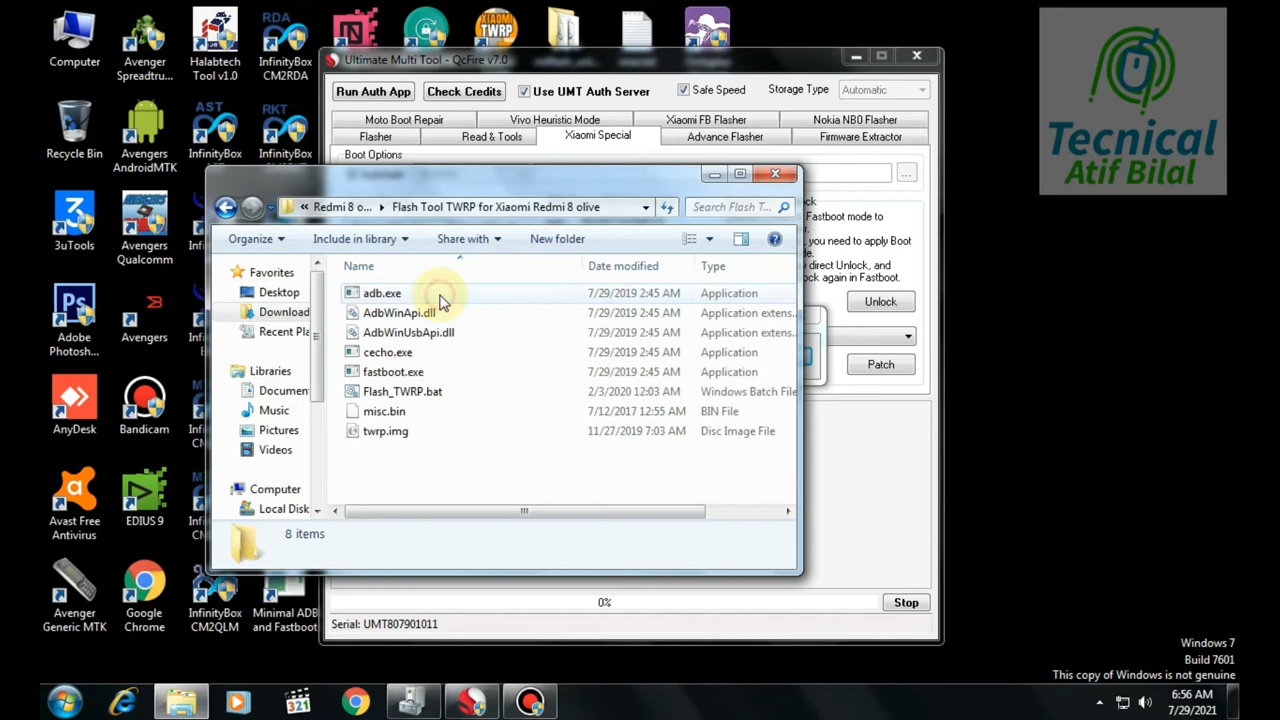 Computer
Avenger
Spreadtru...
Halabtech
Tool v1.0
InfinityBox
CM2RDA
Recycle Bin
Avengers
AndroidMTK
3uTools
Avengers
Qualcomm
Adobe
Photosh...
Avengers
AnyDesk
Bandicam
Avast Free
Antivirus
EDIUS 9
Avenger
Generic MTK
Google
Chrome
InfinityBox
CM2QLM
Minimal ADB
and Fastboot
Ultimate Multi Tool - QcFire v7.0
Run Auth App
Check Credits
Use UMT Auth Server
Safe Speed
Storage Type
Automatic
Moto Boot Repair
Vivo Heuristic Mode
Xiaomi FB Flasher
Nokia NB0 Flasher
Flasher
Read & Tools
Xiaomi Special
Advance Flasher
Firmware Extractor
Boot Options
...
lock
Fastboot mode to
, you need to apply Boot
de.
direct Unlock, and
k again in Fastboot.
Unlock
Patch
0%
Stop
Serial: UMT807901011
« Redmi 8 o... ▸ Flash Tool TWRP for Xiaomi Redmi 8 olive
Search Flash T...
Organize
Include in library
Share with
New folder
Favorites
Desktop
Download
Recent Pla
Libraries
Documen
Music
Pictures
Videos
Computer
Local Disk
Name Date modified Type
adb.exe 7/29/2019 2:45 AM Application
AdbWinApi.dll 7/29/2019 2:45 AM Application extens...
AdbWinUsbApi.dll 7/29/2019 2:45 AM Application extens...
cecho.exe 7/29/2019 2:45 AM Application
fastboot.exe 7/29/2019 2:45 AM Application
Flash_TWRP.bat 2/3/2020 12:03 AM Windows Batch File
misc.bin 7/12/2017 12:55 AM BIN File
twrp.img 11/27/2019 7:03 AM Disc Image File
8 items
Tecnical
Atif Bilal
Windows 7
Build 7601
This copy of Windows is not genuine
6:56 AM
7/29/2021